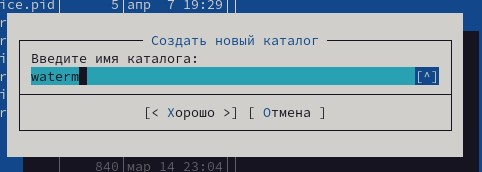 ice.pid 5 апр 7 19:29
Создать новый каталог
Введите имя каталога:
waterm [^]
[< Хорошо >] [ Отмена ]
840 мар 14 23:04